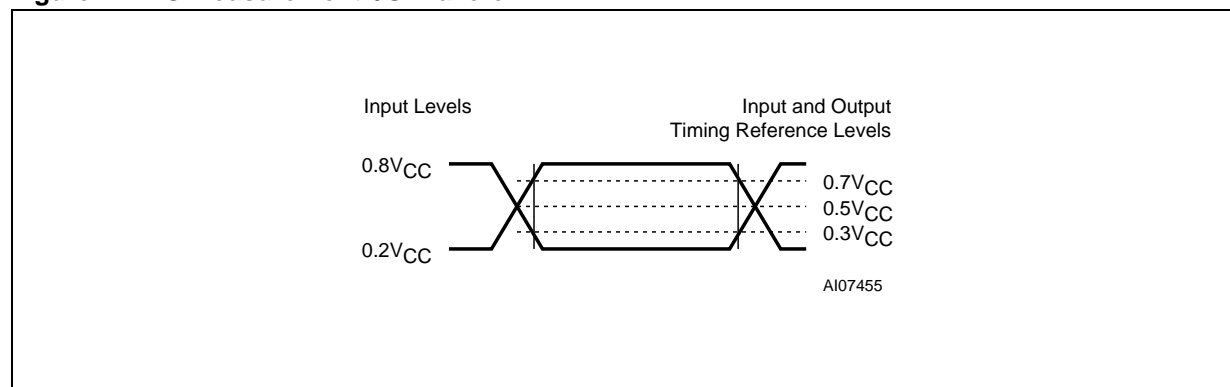 Input Levels
Input and Output
Timing Reference Levels
0.8VCC
0.7VCC
0.5VCC
0.3VCC
0.2VCC
AI07455